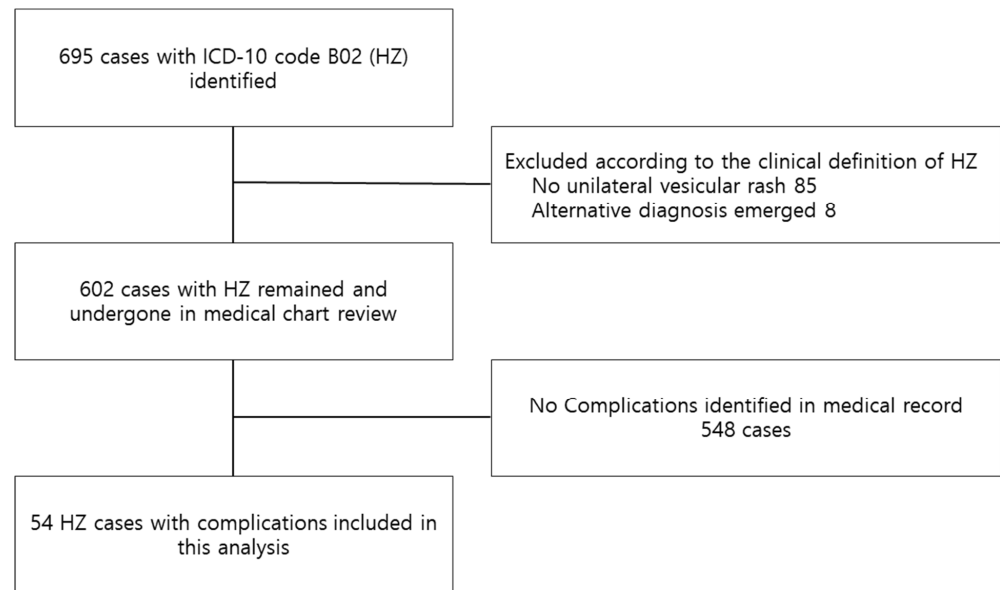 695 cases with ICD-10 code B02 (HZ)
identified
Excluded according to the clinical definition of HZ
No unilateral vesicular rash 85
Alternative diagnosis emerged 8
602 cases with HZ remained and
undergone in medical chart review
No Complications identified in medical record
548 cases
54 HZ cases with complications included in
this analysis